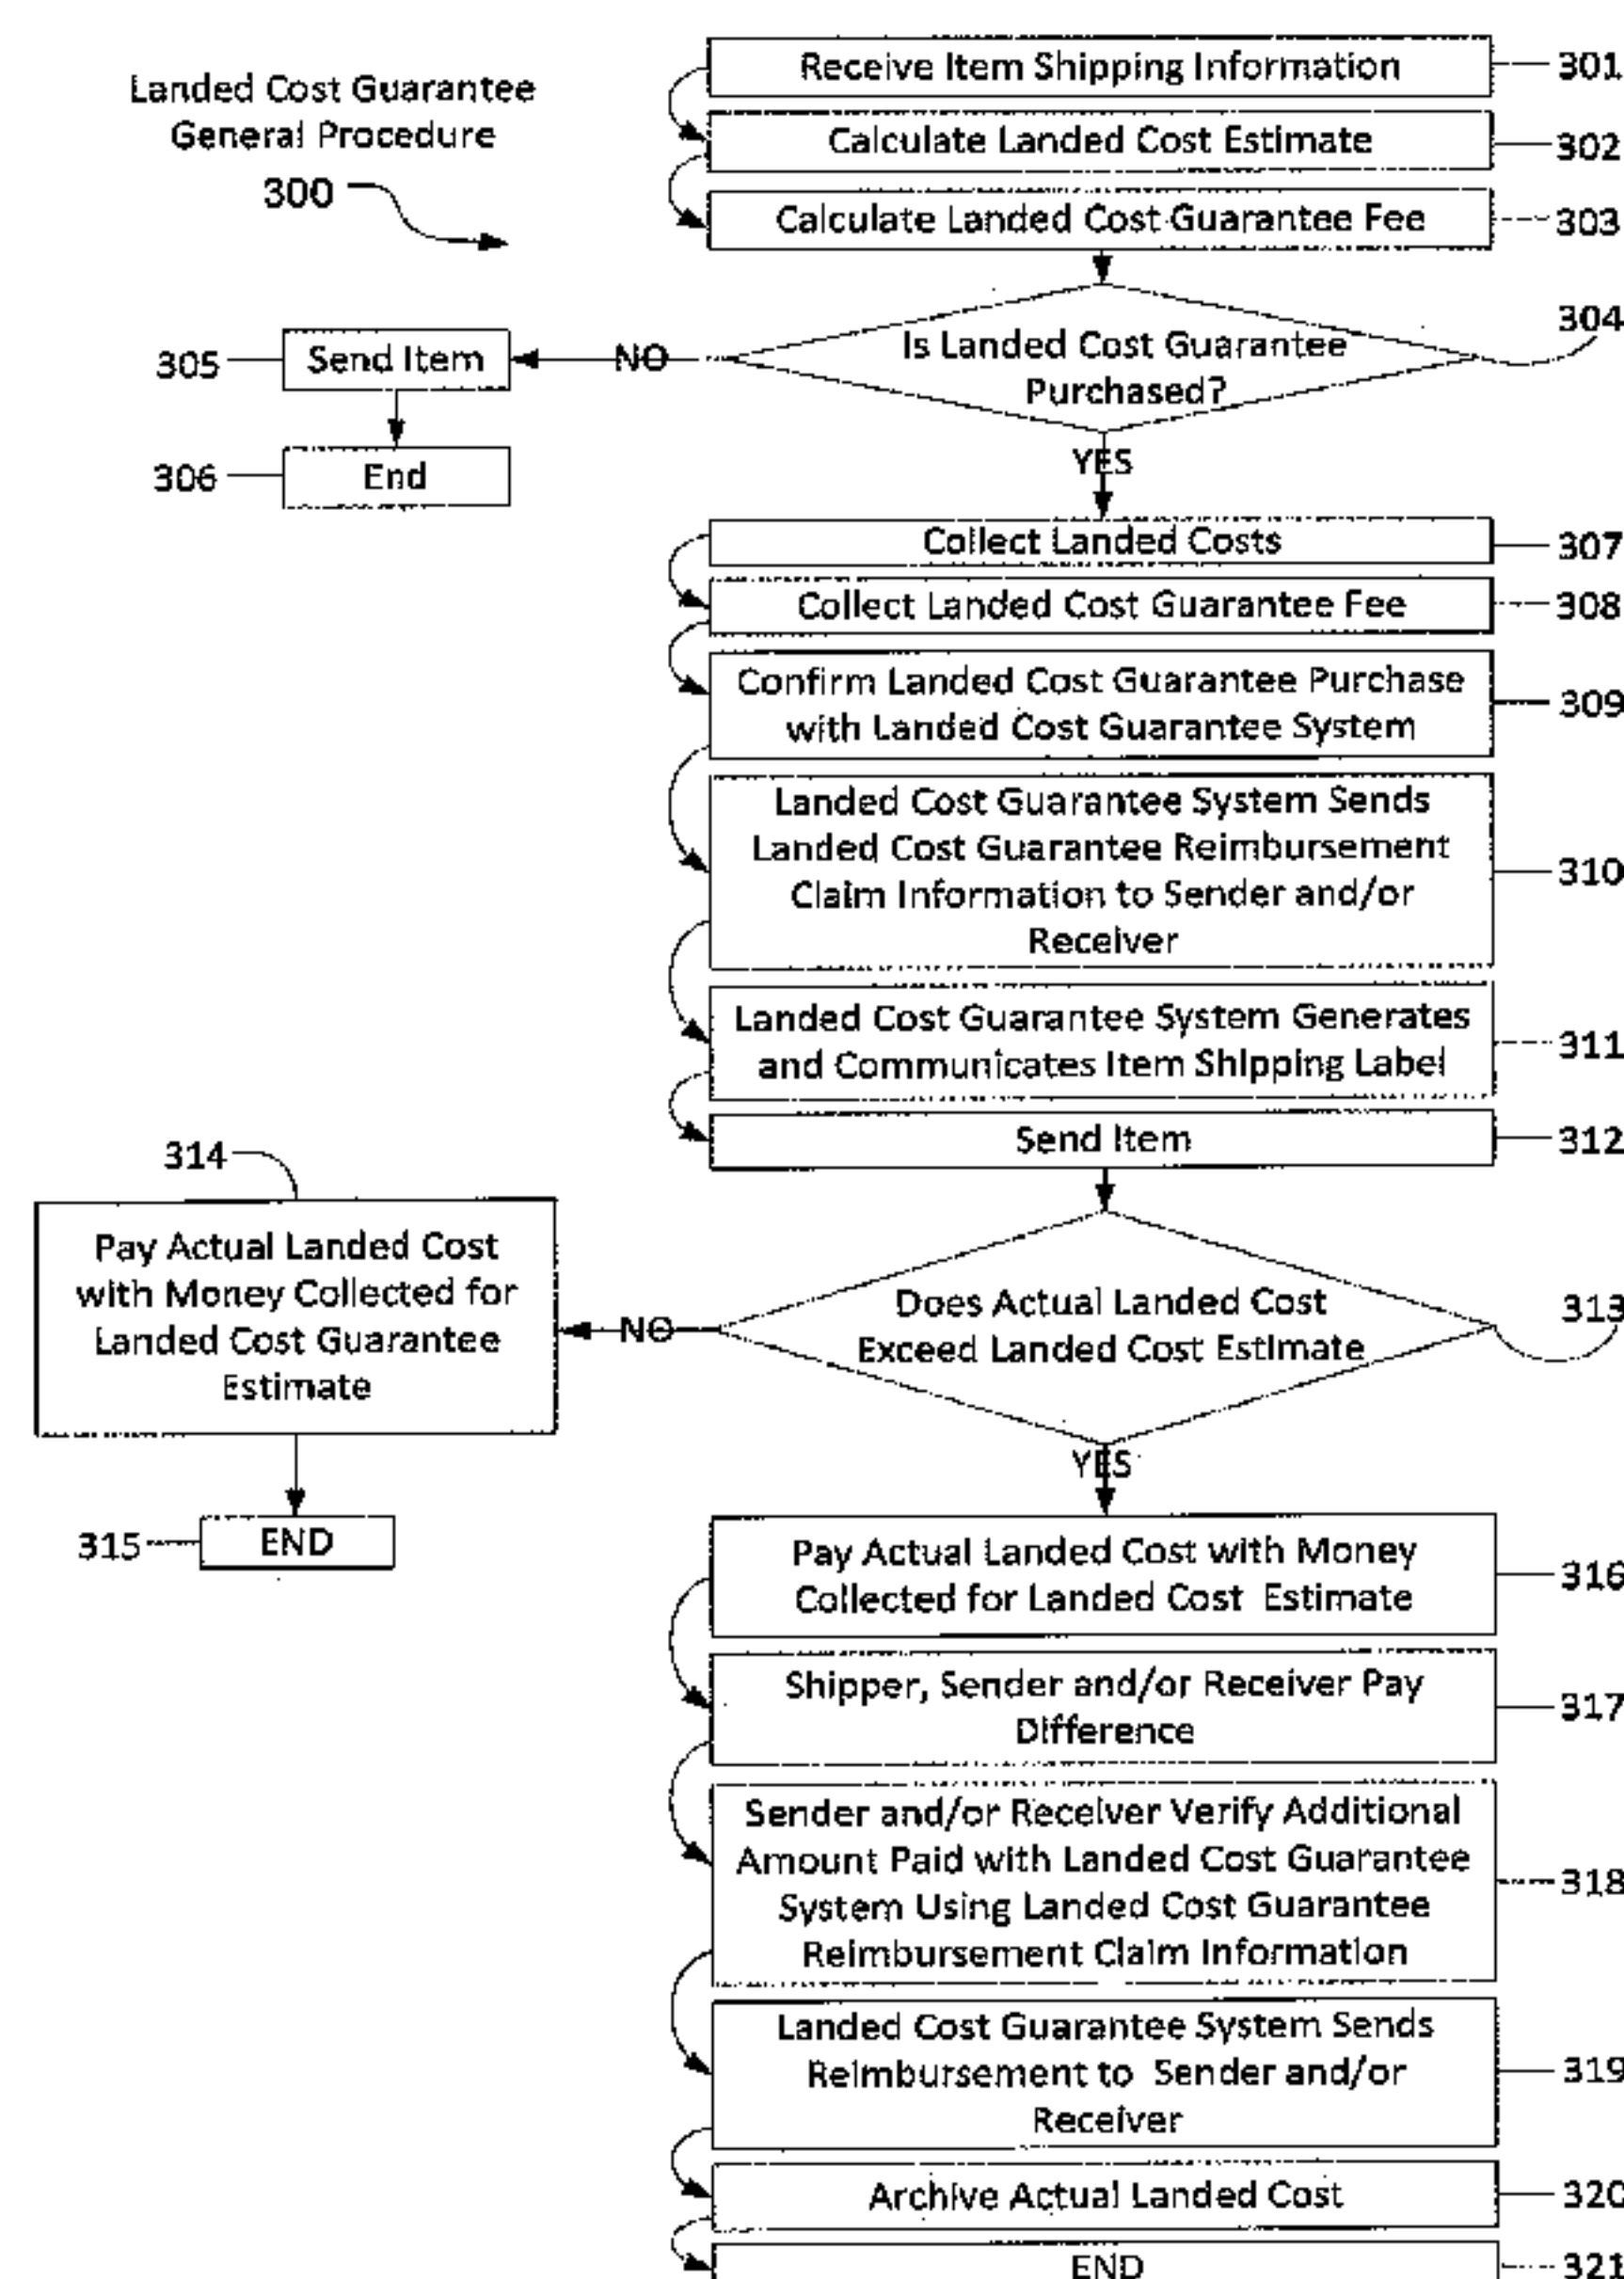 Landed Cost Guarantee
General Procedure
300
Receive Item Shipping Information
301
Calculate Landed Cost Estimate
302
Calculate Landed Cost Guarantee Fee
303
304
Is Landed Cost Guarantee
Purchased?
NO
305
Send Item
306
End
YES
Collect Landed Costs
307
Collect Landed Cost Guarantee Fee
308
Confirm Landed Cost Guarantee Purchase
with Landed Cost Guarantee System
309
Landed Cost Guarantee System Sends
Landed Cost Guarantee Reimbursement
Claim Information to Sender and/or
Receiver
310
Landed Cost Guarantee System Generates
and Communicates Item Shipping Label
311
Send Item
312
313
Does Actual Landed Cost
Exceed Landed Cost Estimate
NO
314
Pay Actual Landed Cost
with Money Collected for
Landed Cost Guarantee
Estimate
315
END
YES
Pay Actual Landed Cost with Money
Collected for Landed Cost Estimate
316
Shipper, Sender and/or Receiver Pay
Difference
317
Sender and/or Receiver Verify Additional
Amount Paid with Landed Cost Guarantee
System Using Landed Cost Guarantee
Reimbursement Claim Information
318
Landed Cost Guarantee System Sends
Reimbursement to Sender and/or
Receiver
319
Archive Actual Landed Cost
320
END
321